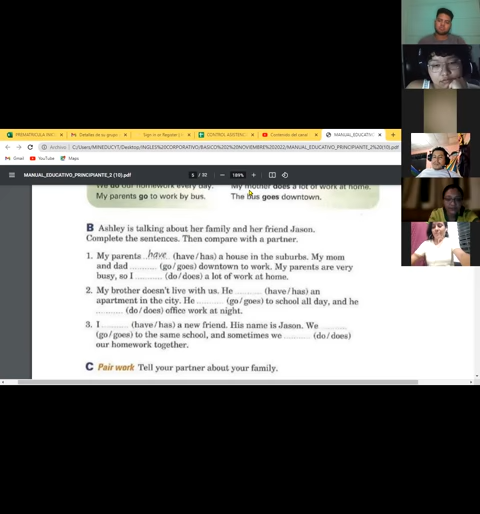 PREMATRICULA INC
Detalles de su grupo
Sign in or Register |
CONTROL ASISTENC
Contenido del canal
MANUAL_EDUCATIVO_
Archivo
C:/Users/MINEDUCYT/Desktop/INGLES%20CORPORATIVO/BASICO%202%20NOVIEMBRE%202022/MANUAL_EDUCATIVO_PRINCIPIANTE_2%20(10).pdf
Gmail YouTube Maps
MANUAL_EDUCATIVO_PRINCIPIANTE_2 (10).pdf
5 / 32
199%
We do our homework every day. My mother does a lot of work at home.
My parents go to work by bus. The bus goes downtown.
B Ashley is talking about her family and her friend Jason.
Complete the sentences. Then compare with a partner.
1. My parents have (have/has) a house in the suburbs. My mom
and dad ........... (go/goes) downtown to work. My parents are very
busy, so I ........... (do/does) a lot of work at home.
2. My brother doesn't live with us. He ........... (have/has) an
apartment in the city. He ........... (go/goes) to school all day, and he
........... (do/does) office work at night.
3. I ........... (have/has) a new friend. His name is Jason. We ...........
(go/goes) to the same school, and sometimes we ........... (do/does)
our homework together.
C Pair work Tell your partner about your family.